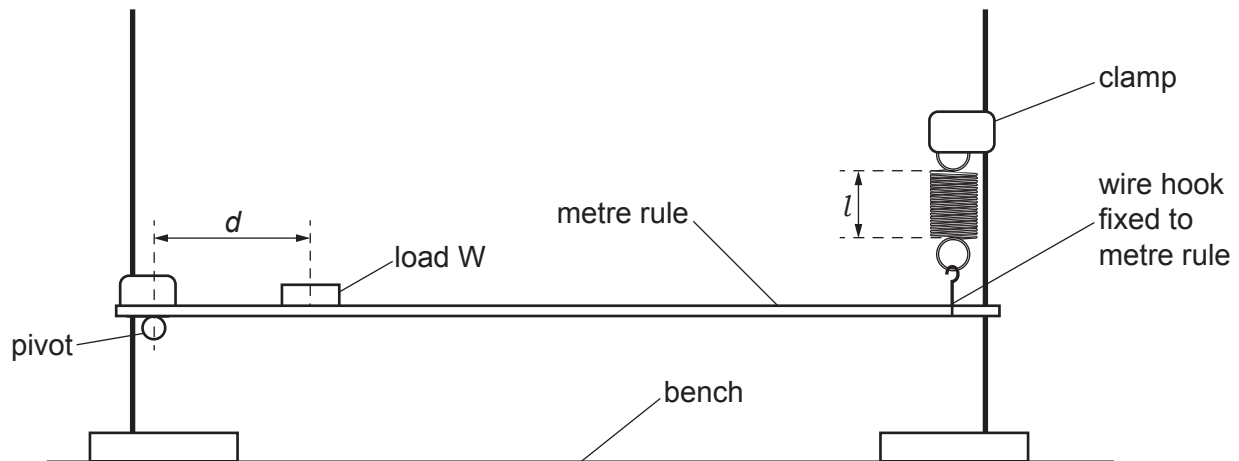 clamp
wire hook
fixed to
metre rule
l
metre rule
d
load W
pivot
bench